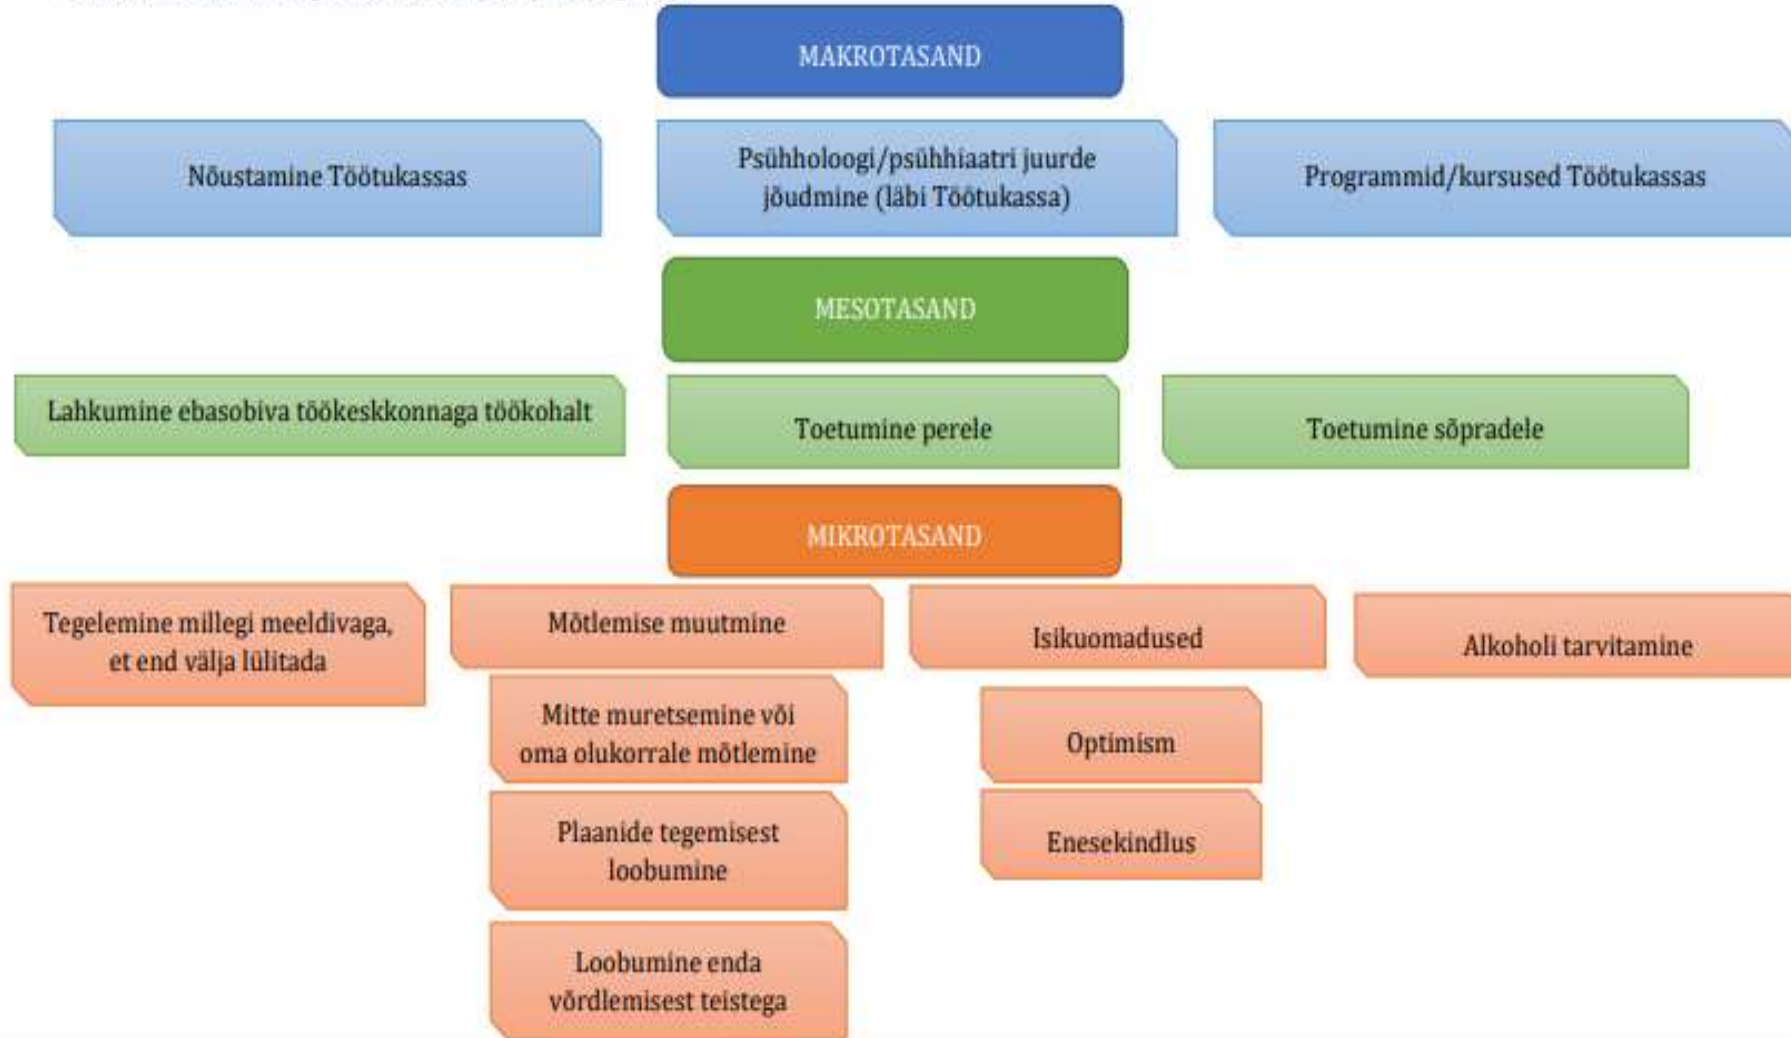 MAKROTASAND
Nõustamine Töötukassas
Psühholoogi/psühhiaatri juurde
jõudmine (läbi Töötukassa)
Programmid/kursused Töötukassas
MESOTASAND
Lahkumine ebasobiva töökeskkonnaga töökohalt
Toetumine perele
Toetumine sõpradele
MIKROTASAND
Tegelemine millegi meeldivaga,
et end välja lülitada
Mõtlemise muutmine
Mitte muretsemine või
oma olukorrale mõtlemine
Plaanide tegemisest
loobumine
Loobumine enda
võrdlemisest teistega
Isikuomadused
Optimism
Enesekindlus
Alkoholi tarvitamine